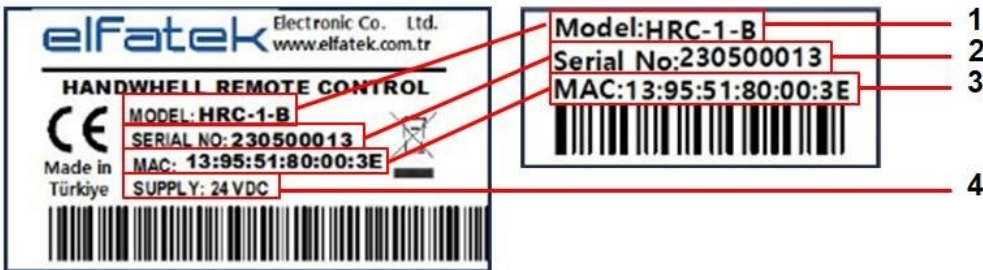 elfatek Electronic Co. Ltd.
www.elfatek.com.tr
HANDWHELL REMOTE CONTROL
MODEL: HRC-1-B
SERIAL NO: 230500013
MAC: 13:95:51:80:00:3E
SUPPLY: 24 VDC
CE
Made in
Türkiye
Model:HRC-1-B
Serial No:230500013
MAC:13:95:51:80:00:3E
1
2
3
4